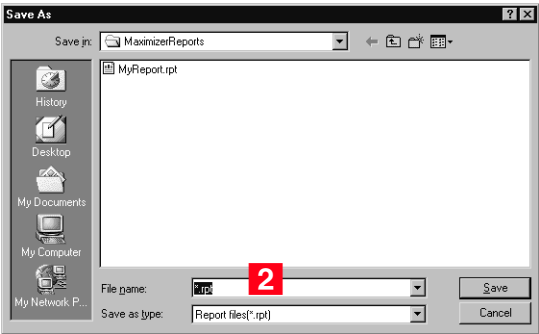 Save As
Save in: MaximizerReports
MyReport.rpt
History
Desktop
My Documents
My Computer
My Network P...
File name: *.rpt
2
Save
Save as type: Report files(*.rpt)
Cancel